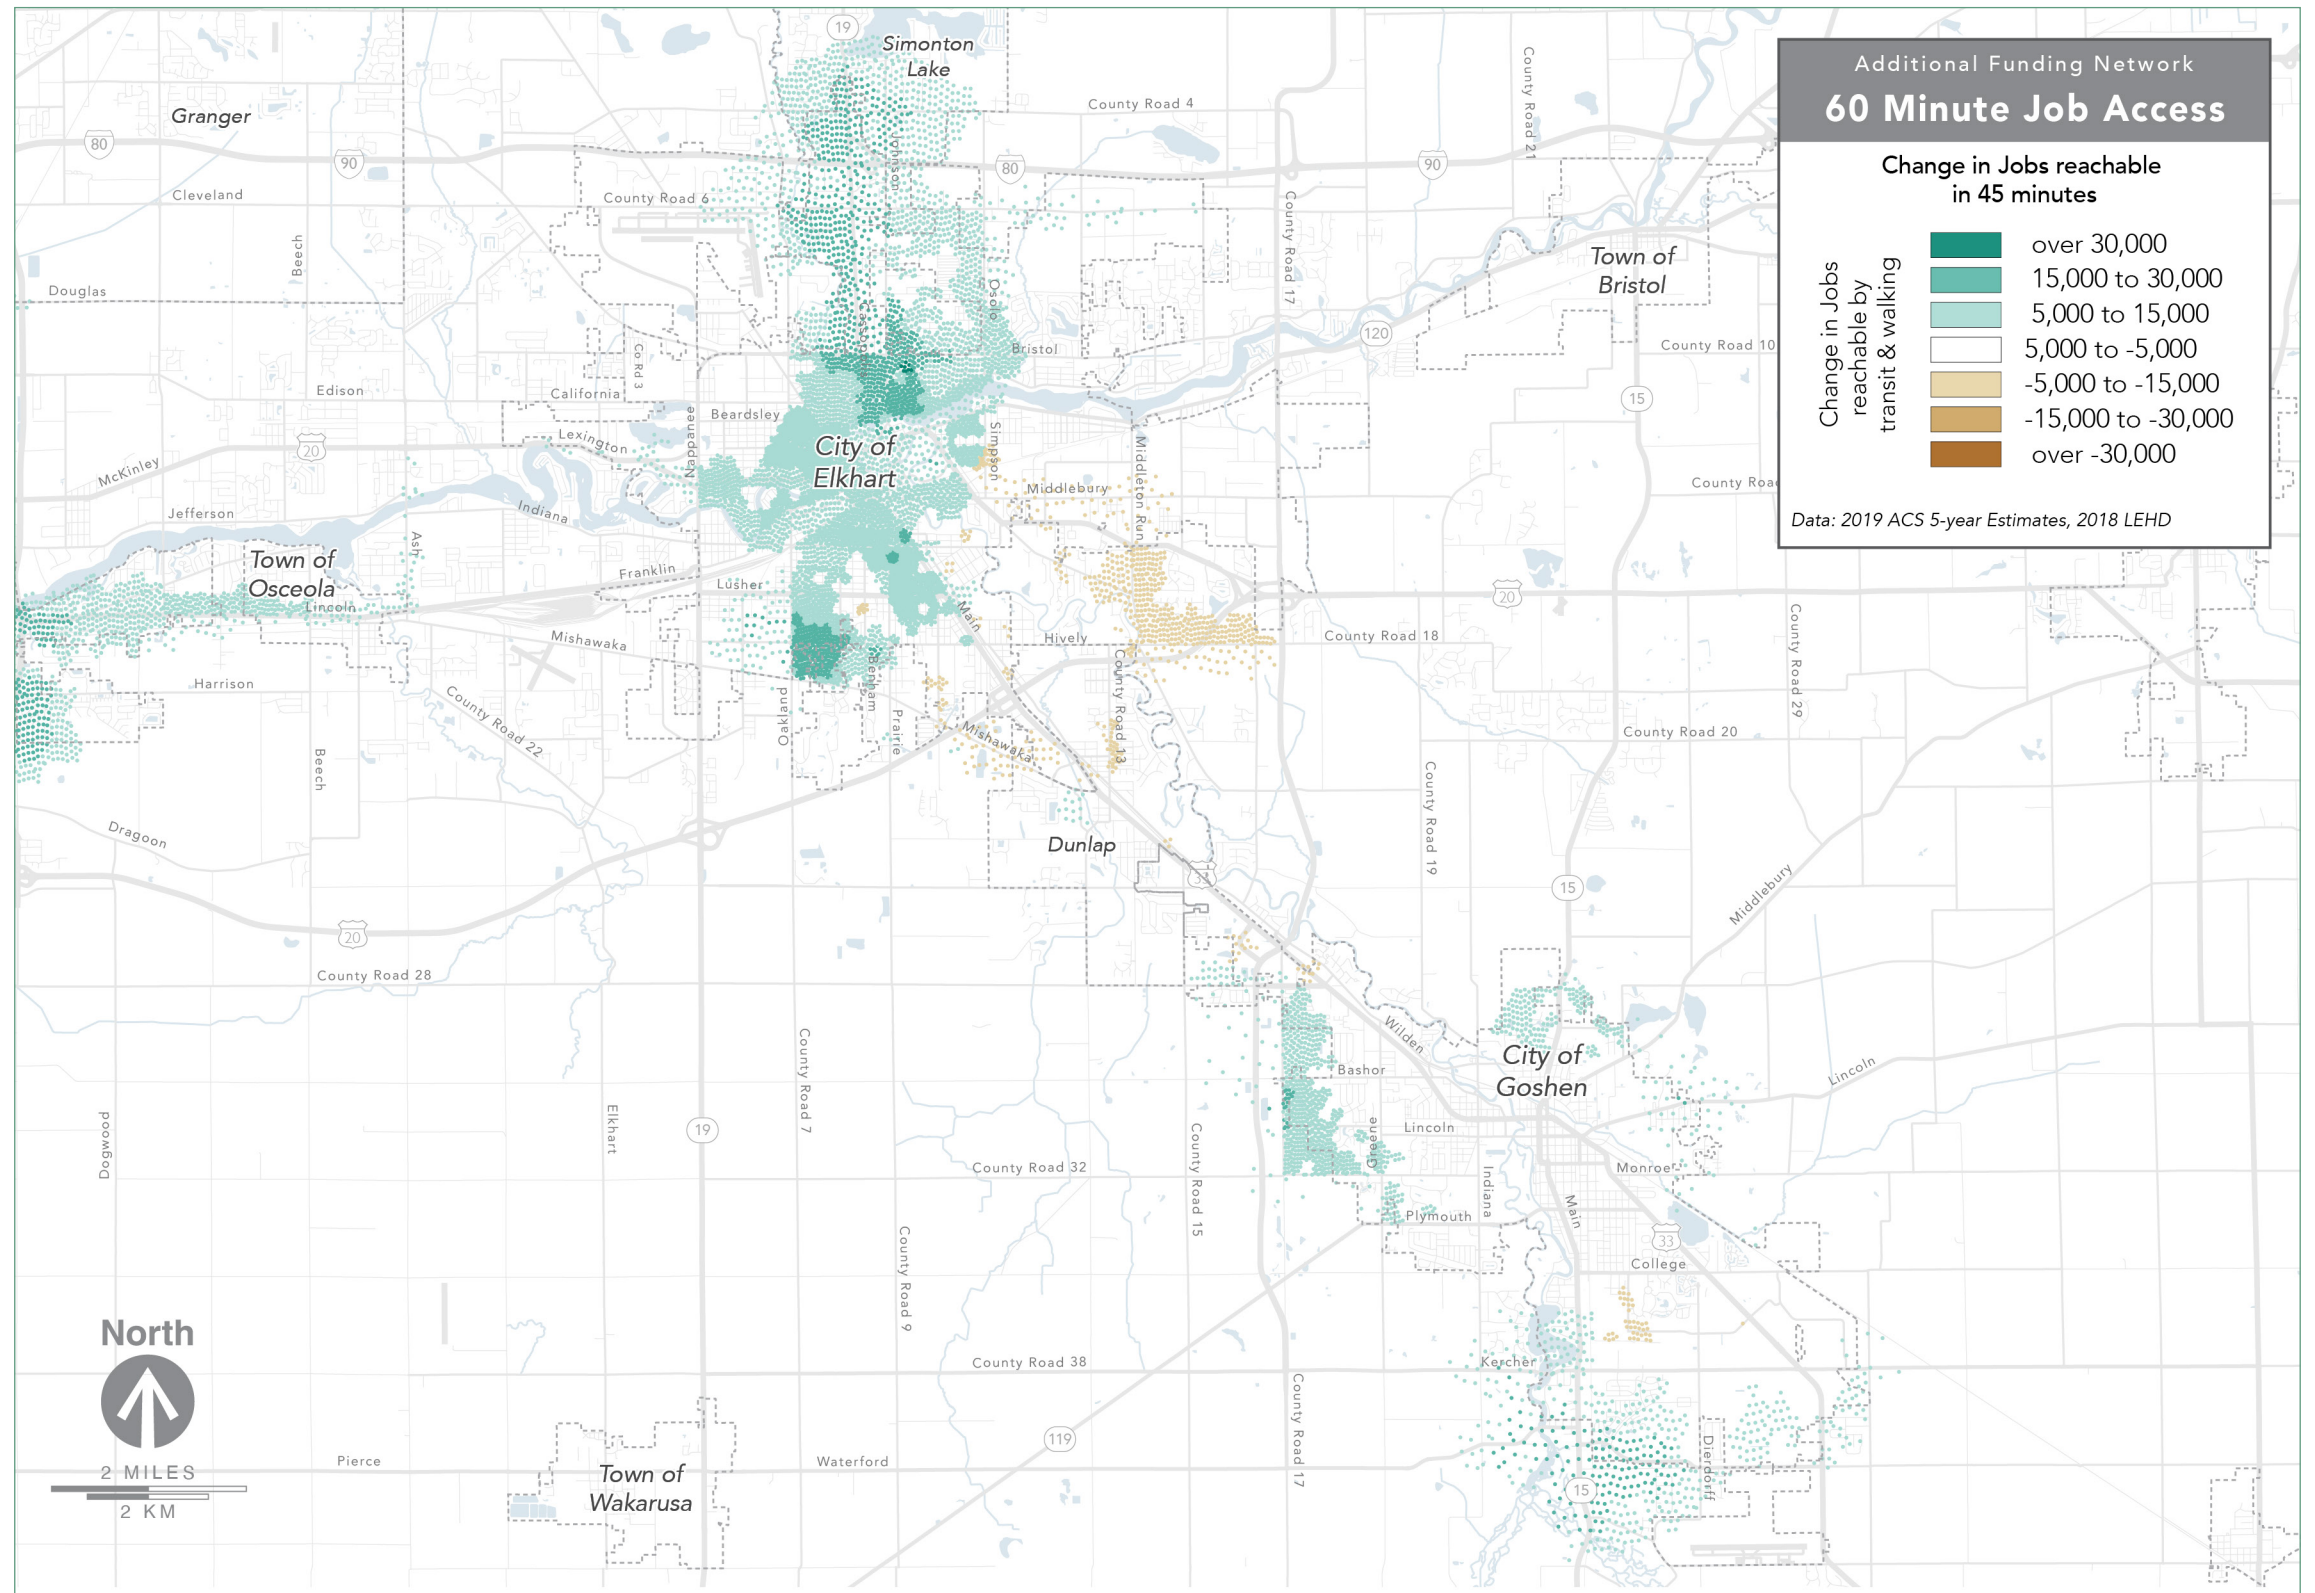 19
Simonton
Lake
Granger
County Road 4
County Road 21
80
90
Johnson
80
90
Cleveland
County Road 6
Beech
County Road 17
Town of
Bristol
Douglas
Osolo
Cassopolis
120
Bristol
County Road 10
Co Rd 3
Edison
California
Nappanee
Beardsley
15
Lexington
20
McKinley
City of
Elkhart
Simpson
Middleton Run
Middlebury
County Roa
Jefferson
Indiana
Ash
Town of
Osceola
Lincoln
Franklin
Lusher
20
Main
Mishawaka
Hively
County Road 18
County Road 29
Harrison
County Road 22
Benham
Oakland
Prairie
Mishawaka
County Road 13
County Road 20
Beech
County Road 19
Dragoon
Dunlap
33
15
Middlebury
20
County Road 28
Wilden
City of
Goshen
Bashor
Lincoln
Dogwood
Elkhart
19
County Road 7
County Road 15
Greene
Lincoln
County Road 32
Indiana
Monroe
Main
Plymouth
33
County Road 9
College
County Road 38
Kercher
County Road 17
119
Pierce
Town of
Wakarusa
Waterford
Dierdorff
15
North
2 MILES
2 KM
Additional Funding Network
60 Minute Job Access
Change in Jobs reachable
in 45 minutes
Change in Jobs
reachable by
transit & walking
over 30,000
15,000 to 30,000
5,000 to 15,000
5,000 to -5,000
-5,000 to -15,000
-15,000 to -30,000
over -30,000
Data: 2019 ACS 5-year Estimates, 2018 LEHD